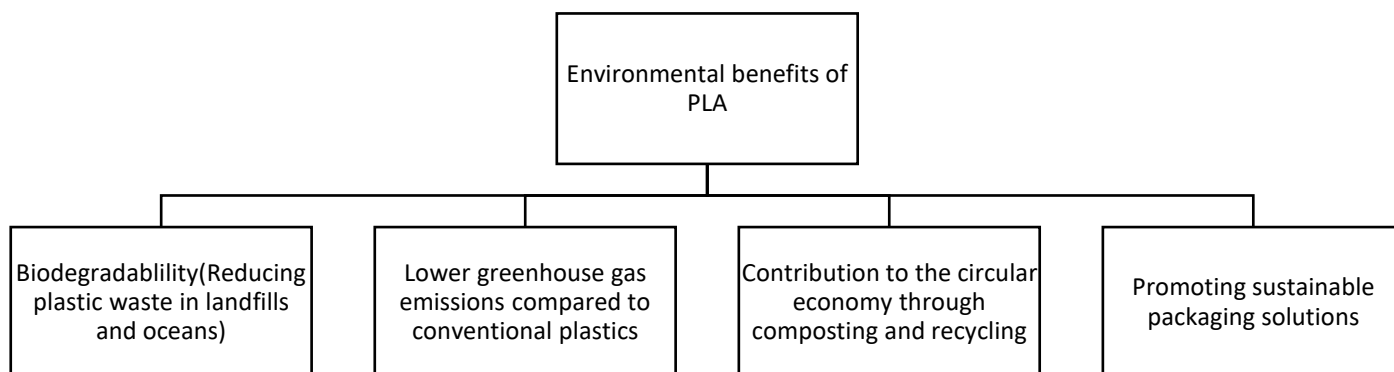 Environmental benefits of
PLA
Biodegradablility(Reducing
plastic waste in landfills
and oceans)
Lower greenhouse gas
emissions compared to
conventional plastics
Contribution to the circular
economy through
composting and recycling
Promoting sustainable
packaging solutions